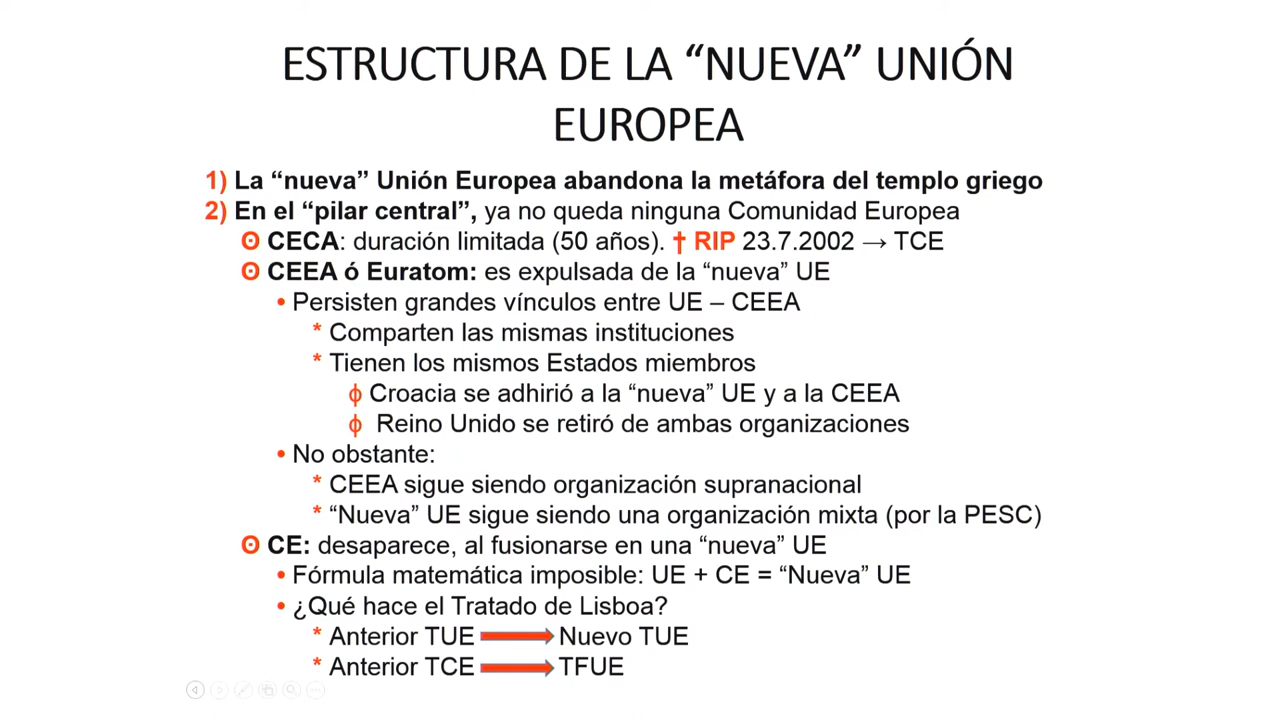 ESTRUCTURA DE LA “NUEVA” UNIÓN
EUROPEA
1) La “nueva” Unión Europea abandona la metáfora del templo griego
2) En el “pilar central”, ya no queda ninguna Comunidad Europea
ʘ CECA: duración limitada (50 años). † RIP 23.7.2002 → TCE
ʘ CEEA ó Euratom: es expulsada de la “nueva” UE
• Persisten grandes vínculos entre UE – CEEA
* Comparten las mismas instituciones
* Tienen los mismos Estados miembros
ϕ Croacia se adhirió a la “nueva” UE y a la CEEA
ϕ Reino Unido se retiró de ambas organizaciones
• No obstante:
* CEEA sigue siendo organización supranacional
* “Nueva” UE sigue siendo una organización mixta (por la PESC)
ʘ CE: desaparece, al fusionarse en una “nueva” UE
• Fórmula matemática imposible: UE + CE = “Nueva” UE
• ¿Qué hace el Tratado de Lisboa?
* Anterior TUE → Nuevo TUE
* Anterior TCE → TFUE